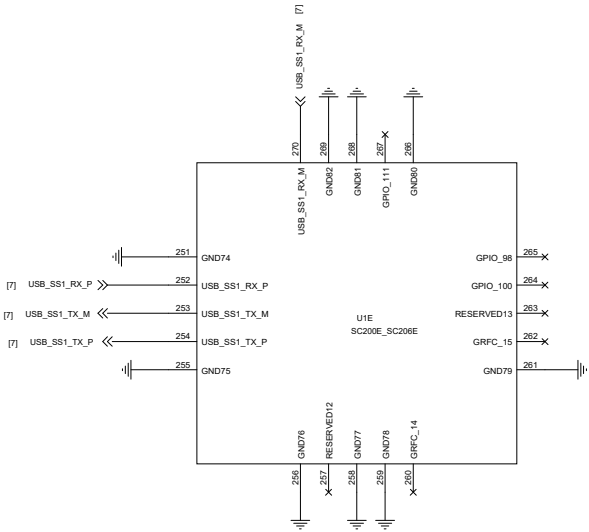 [7]
USB_SS1_RX_M
270
269
268
267
266
USB_SS1_RX_M
GND82
GND81
GPIO_111
GND80
251
GND74
GPIO_98
265
[7]
USB_SS1_RX_P
252
USB_SS1_RX_P
GPIO_100
264
[7]
USB_SS1_TX_M
253
USB_SS1_TX_M
RESERVED13
263
U1E
SC200E_SC206E
[7]
USB_SS1_TX_P
254
USB_SS1_TX_P
GRFC_15
262
255
GND75
GND79
261
GND76
RESERVED12
GND77
GND78
GRFC_14
256
257
258
259
260